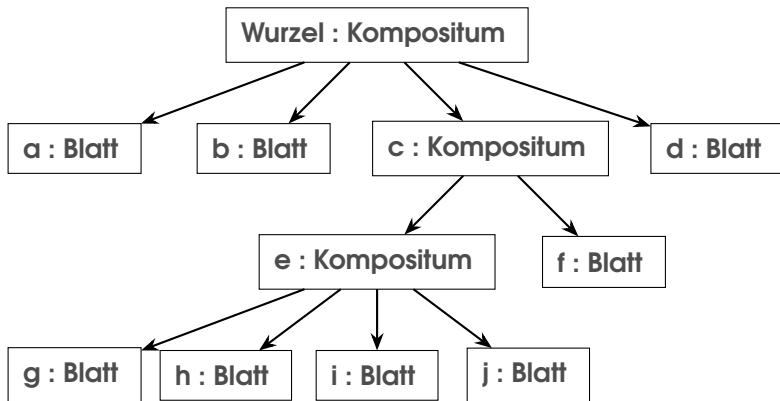 Wurzel : Kompositum
a : Blatt
b : Blatt
c : Kompositum
d : Blatt
e : Kompositum
f : Blatt
g : Blatt
h : Blatt
i : Blatt
j : Blatt